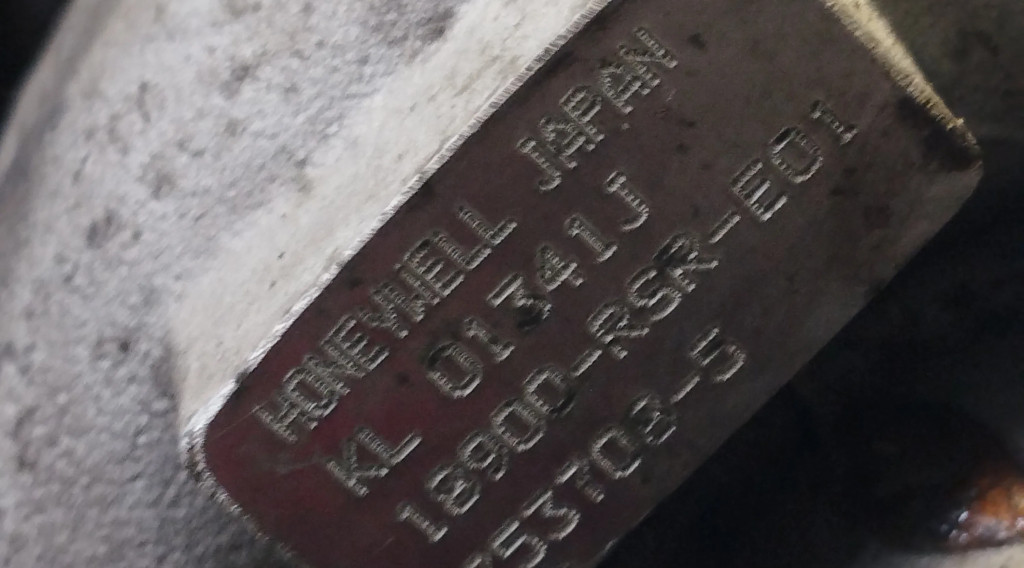 HONEYWELL JAPAN
KL 01341J
18900-RSR-E01
753708-5